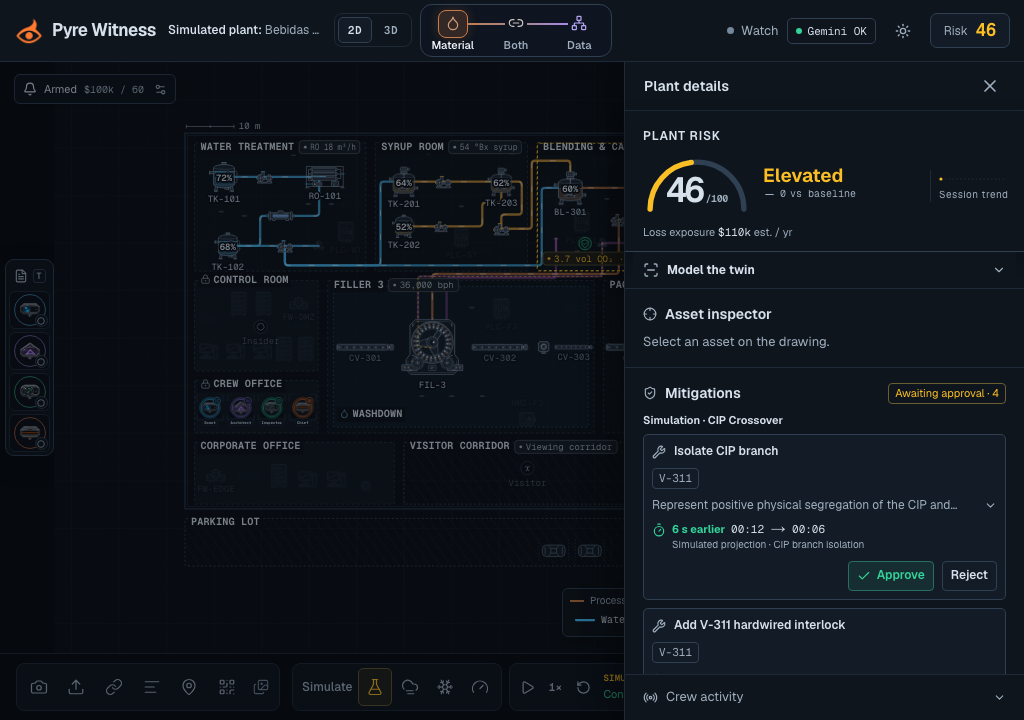 Pyre Witness
Simulated plant: Bebidas ...
2D 3D
Material Both Data
Watch
Gemini OK
Risk 46
Armed $100k / 60
10 m
WATER TREATMENT
RO 18 m³/h
SYRUP ROOM
54 °Bx syrup
BLENDING & CA
72%
TK-101
RO-101
64%
TK-201
62%
TK-203
60%
BL-301
52%
TK-202
68%
TK-102
3.7 vol CO₂
T
CONTROL ROOM
Insider
FILLER 3
36,000 bph
CV-301
CV-302
CV-303
FIL-3
WASHDOWN
CREW OFFICE
CORPORATE OFFICE
FW-EDGE
VISITOR CORRIDOR
Viewing corridor
Visitor
PARKING LOT
Process
Wate
Simulate
1×
SIMU
Con
Plant details
PLANT RISK
46 /100
Elevated
— 0 vs baseline
Session trend
Loss exposure $110k est. / yr
Model the twin
Asset inspector
Select an asset on the drawing.
Mitigations
Awaiting approval · 4
Simulation · CIP Crossover
Isolate CIP branch
V-311
Represent positive physical segregation of the CIP and...
6 s earlier 00:12 → 00:06
Simulated projection · CIP branch isolation
Approve
Reject
Add V-311 hardwired interlock
V-311
Crew activity